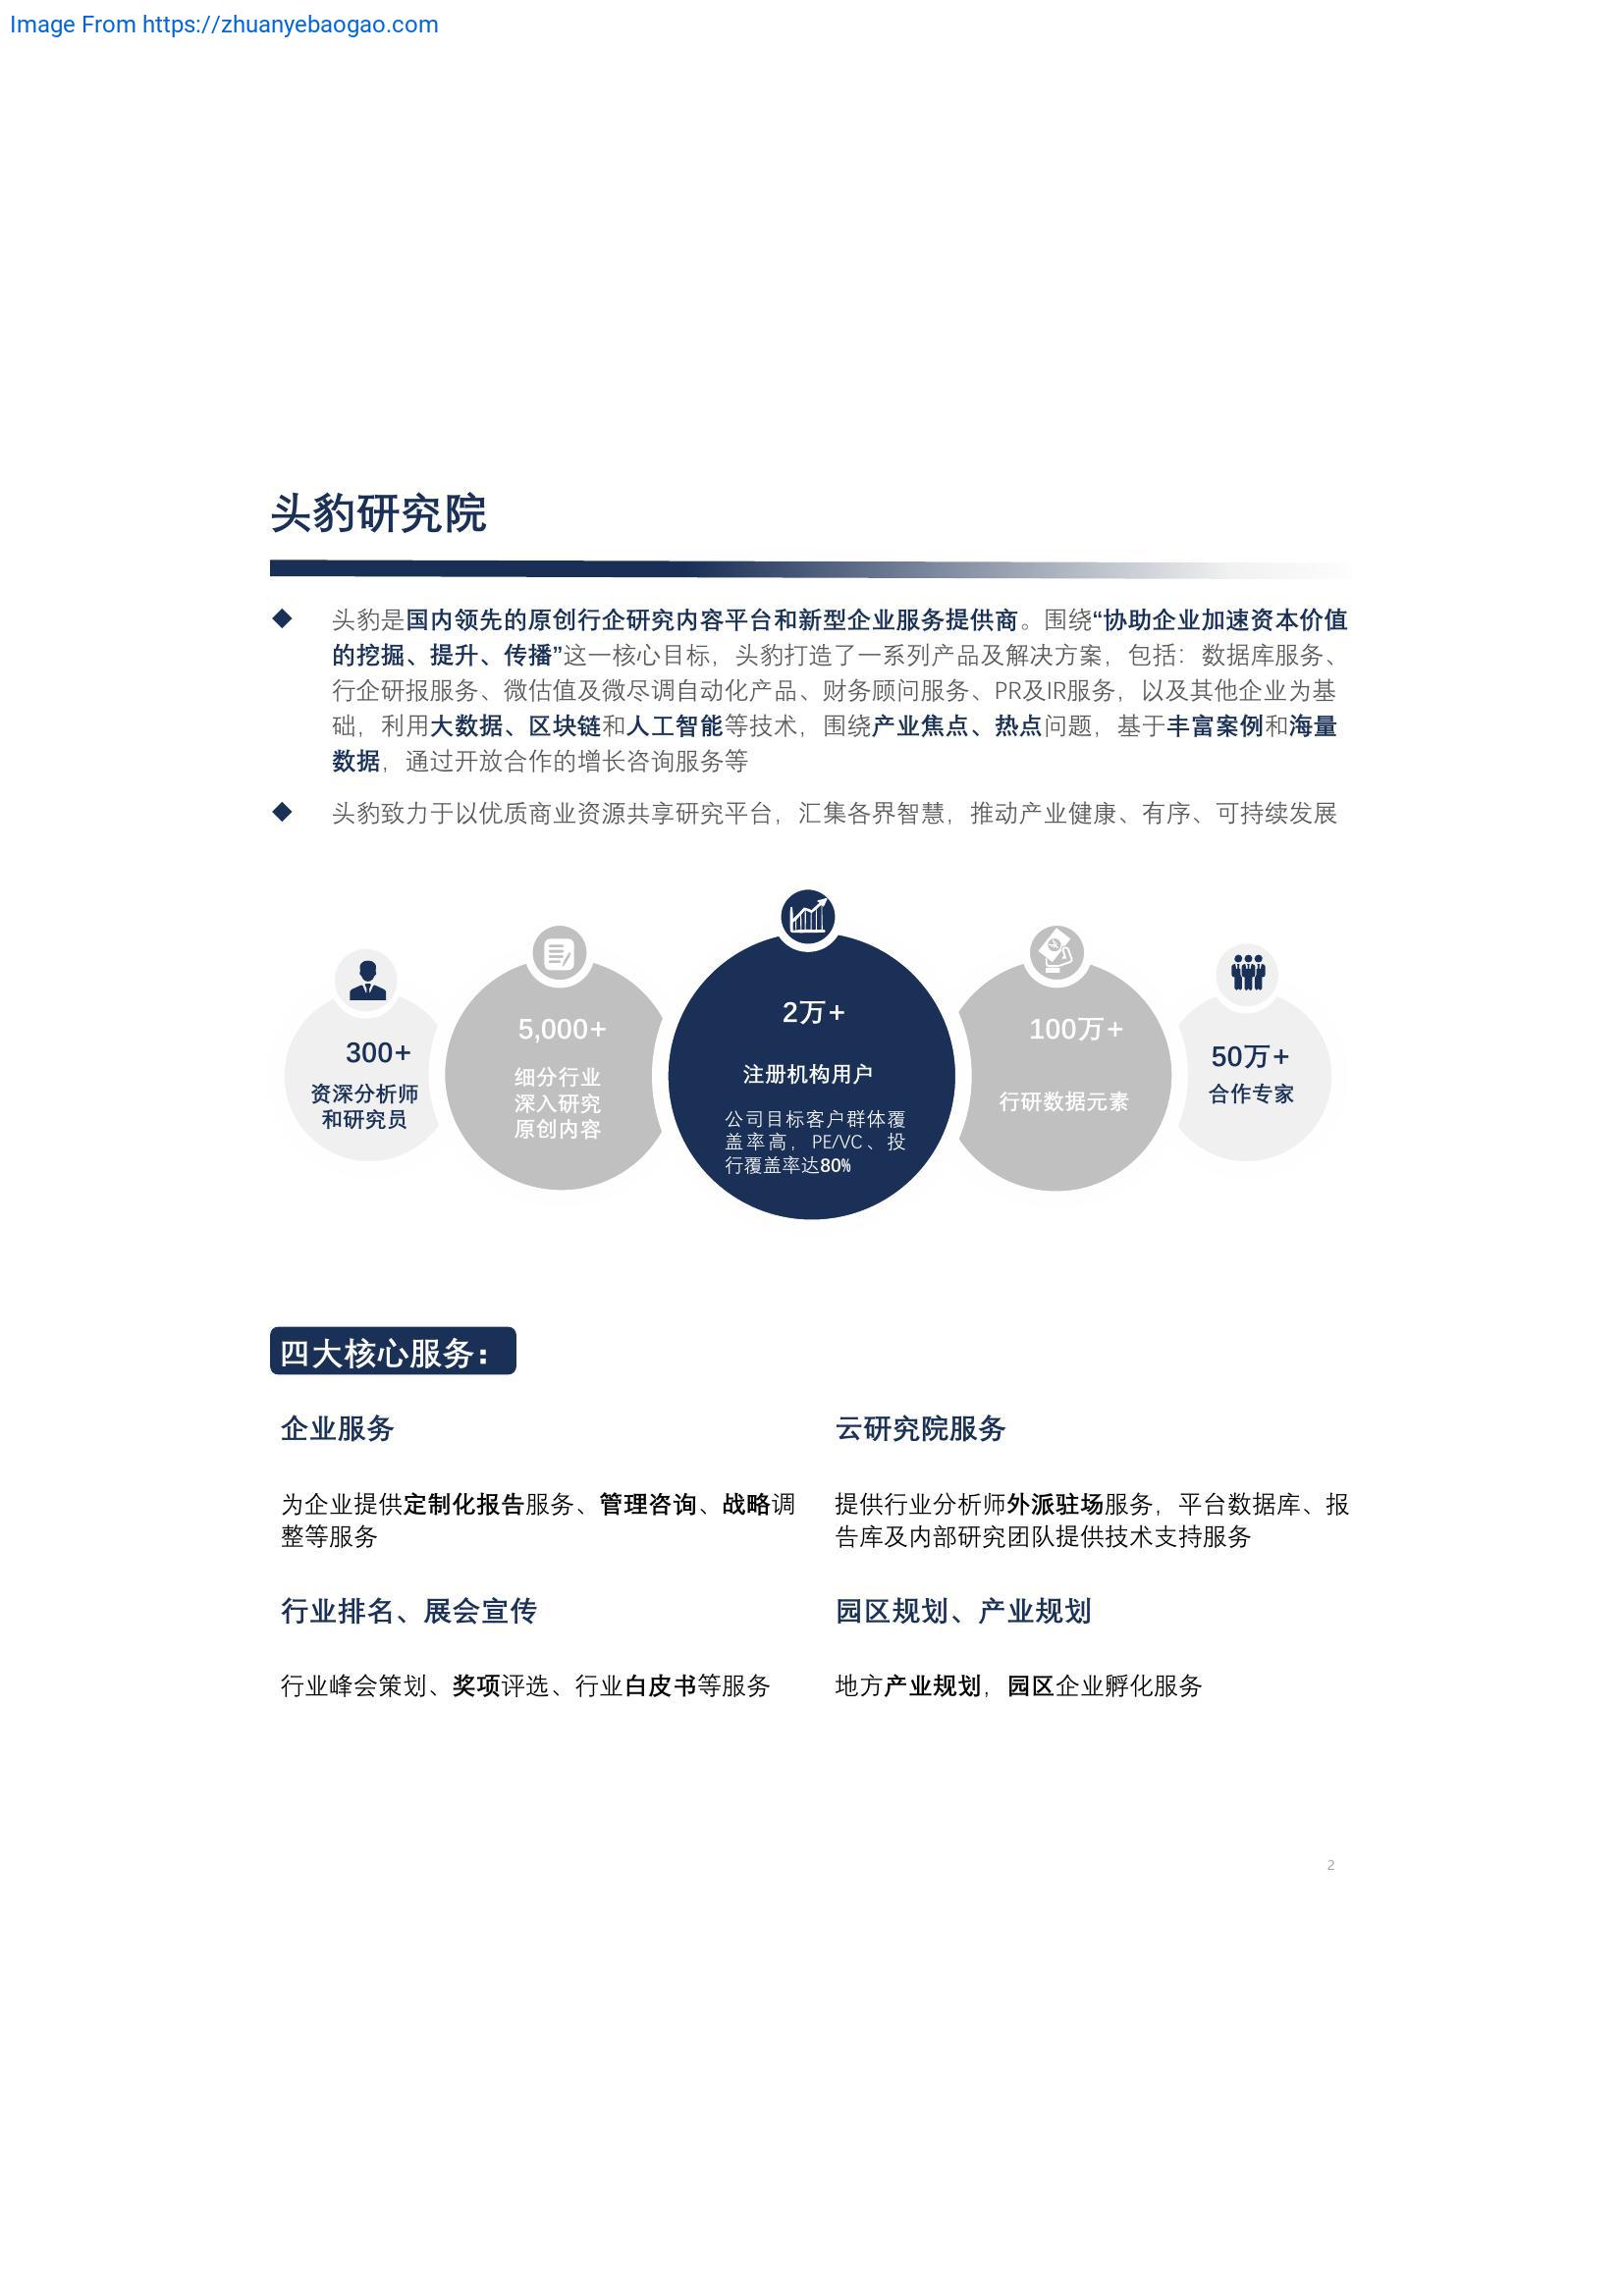 Image From https://zhuanyebaogao.com
头豹研究院
头豹是国内领先的原创行企研究内容平台和新型企业服务提供商。围绕“协助企业加速资本价值
的挖掘、提升、传播”这一核心目标，头豹打造了一系列产品及解决方案，包括：数据库服务、
行企研报服务、微估值及微尽调自动化产品、财务顾问服务、PR及IR服务，以及其他企业为基
础，利用大数据、区块链和人工智能等技术，围绕产业焦点、热点问题，基于丰富案例和海量
数据，通过开放合作的增长咨询服务等
头豹致力于以优质商业资源共享研究平台，汇集各界智慧，推动产业健康、有序、可持续发展
300+
资深分析师
和研究员
5,000+
细分行业
深入研究
原创内容
2万+
注册机构用户
公司目标客户群体覆
盖率高，PE/VC、投
行覆盖率达80%
100万+
行研数据元素
50万+
合作专家
四大核心服务：
企业服务
为企业提供定制化报告服务、管理咨询、战略调
整等服务
云研究院服务
提供行业分析师外派驻场服务，平台数据库、报
告库及内部研究团队提供技术支持服务
行业排名、展会宣传
行业峰会策划、奖项评选、行业白皮书等服务
园区规划、产业规划
地方产业规划，园区企业孵化服务
2